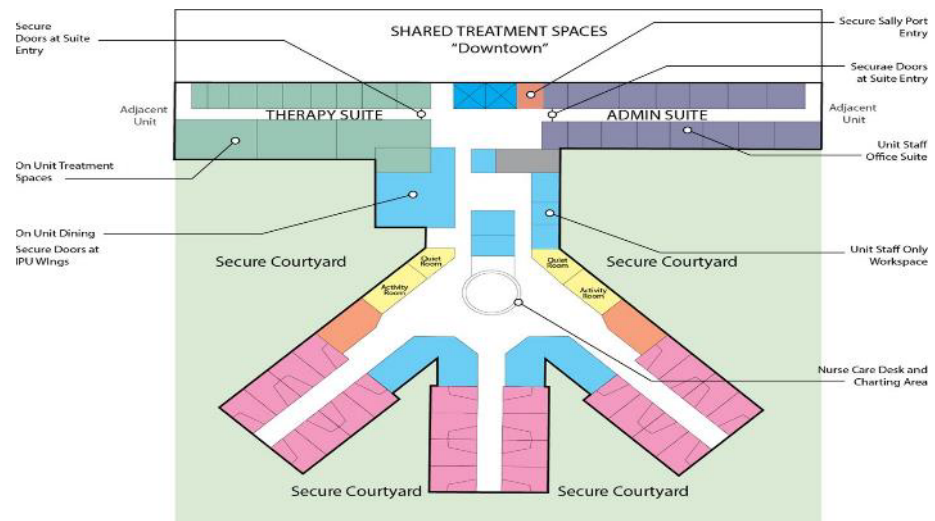 Secure
Doors at Suite
Entry
SHARED TREATMENT SPACES
“Downtown”
Secure Sally Port
Entry
Securae Doors
at Suite Entry
Adjacent
Unit
THERAPY SUITE
ADMIN SUITE
Adjacent
Unit
On Unit Treatment
Spaces
Unit Staff
Office Suite
On Unit Dining
Secure Doors at
IPU Wings
Secure Courtyard
Quiet
Room
Activity
Room
Quiet
Room
Activity
Room
Secure Courtyard
Unit Staff Only
Workspace
Nurse Care Desk and
Charting Area
Secure Courtyard
Secure Courtyard